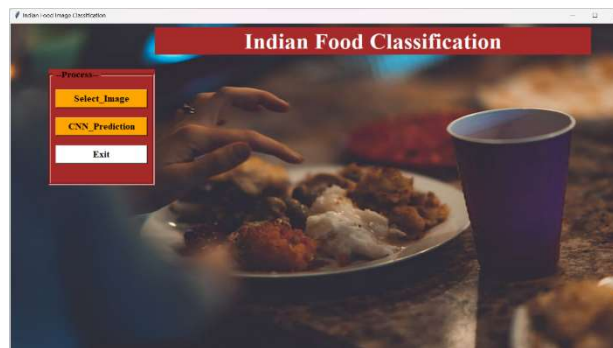 Indian Food Image Classification
Indian Food Classification
--Process--
Select_Image
CNN_Prediction
Exit